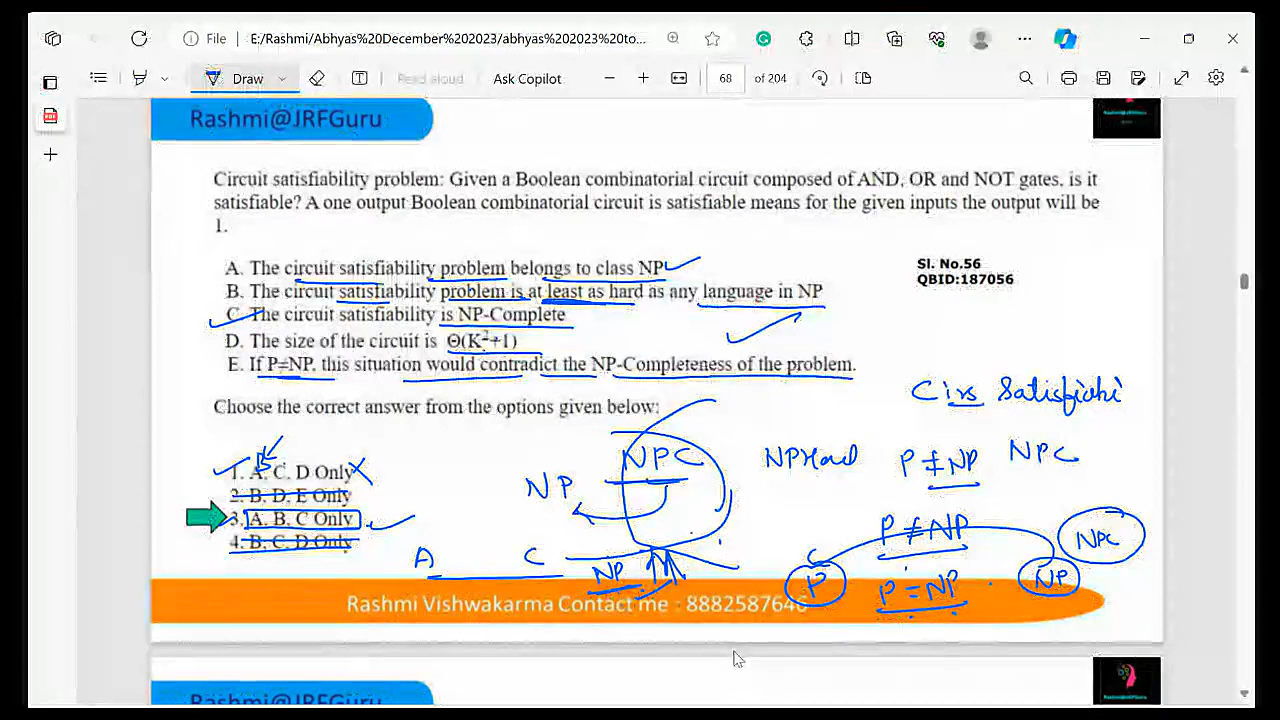 File E:/Rashmi/Abhyas%20December%202023/abhyas%202023%20to...
Draw Read aloud Ask Copilot 68 of 204
Rashmi@JRFGuru
Circuit satisfiability problem: Given a Boolean combinatorial circuit composed of AND, OR and NOT gates, is it
satisfiable? A one output Boolean combinatorial circuit is satisfiable means for the given inputs the output will be
1.
A. The circuit satisfiability problem belongs to class NP
Sl. No.56
QBID:187056
B. The circuit satisfiability problem is at least as hard as any language in NP
C. The circuit satisfiability is NP-Complete
D. The size of the circuit is Θ(K²+1)
E. If P≠NP, this situation would contradict the NP-Completeness of the problem.
Choose the correct answer from the options given below:
1. A, C, D Only
2. B, D, E Only
3. A, B, C Only
4. B, C, D Only
B
NPC
NP
NPHard
P ≠ NP
NPC
P ≠ NP
NPC
A C
NP
P
P = NP
NP
Rashmi Vishwakarma Contact me : 8882587646
Rashmi@JRFGuru